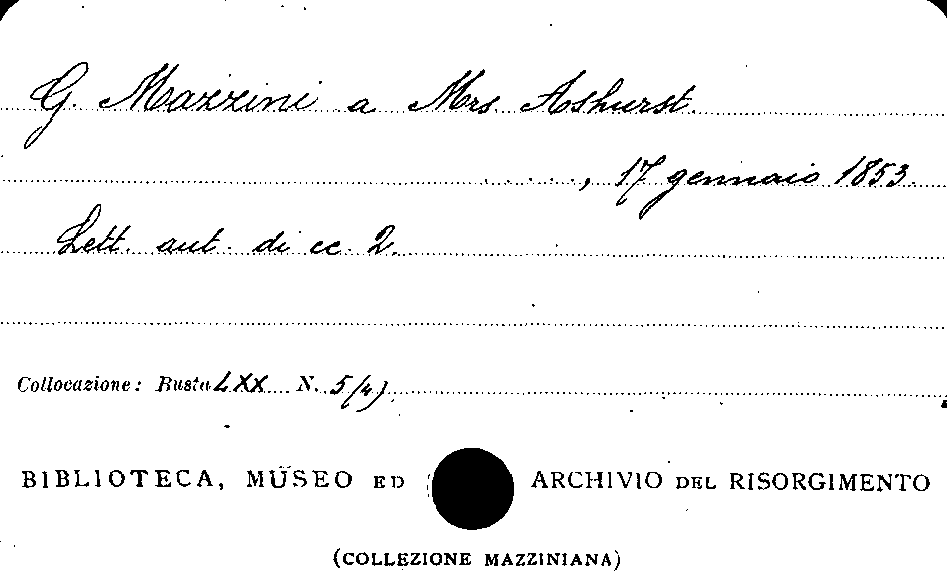 G. Mazzini a Mrs. Ashurst.
....., 17 gennaio 1853.
Lett. aut. di cc. 2.
Collocazione: Busta LXX N. 5(4)
BIBLIOTECA, MUSEO ED ARCHIVIO DEL RISORGIMENTO
(COLLEZIONE MAZZINIANA)